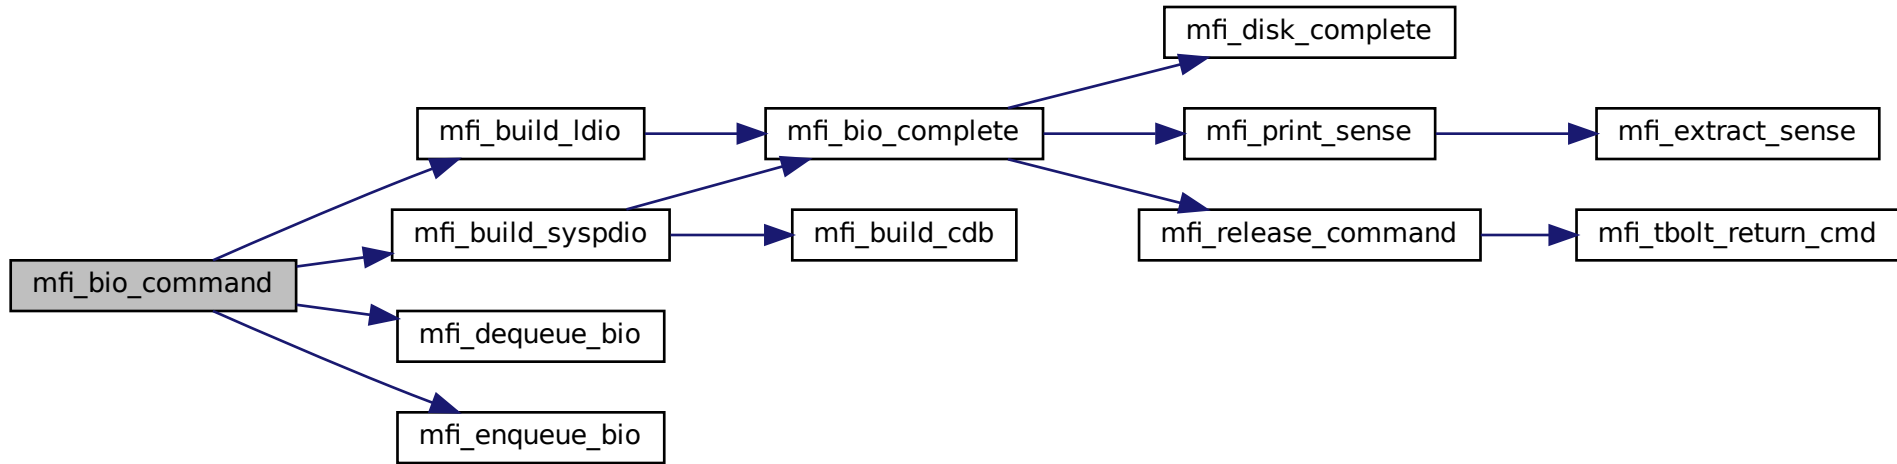 mfi_disk_complete
mfi_build_ldio
mfi_bio_complete
mfi_print_sense
mfi_extract_sense
mfi_build_syspdio
mfi_build_cdb
mfi_release_command
mfi_tbolt_return_cmd
mfi_bio_command
mfi_dequeue_bio
mfi_enqueue_bio